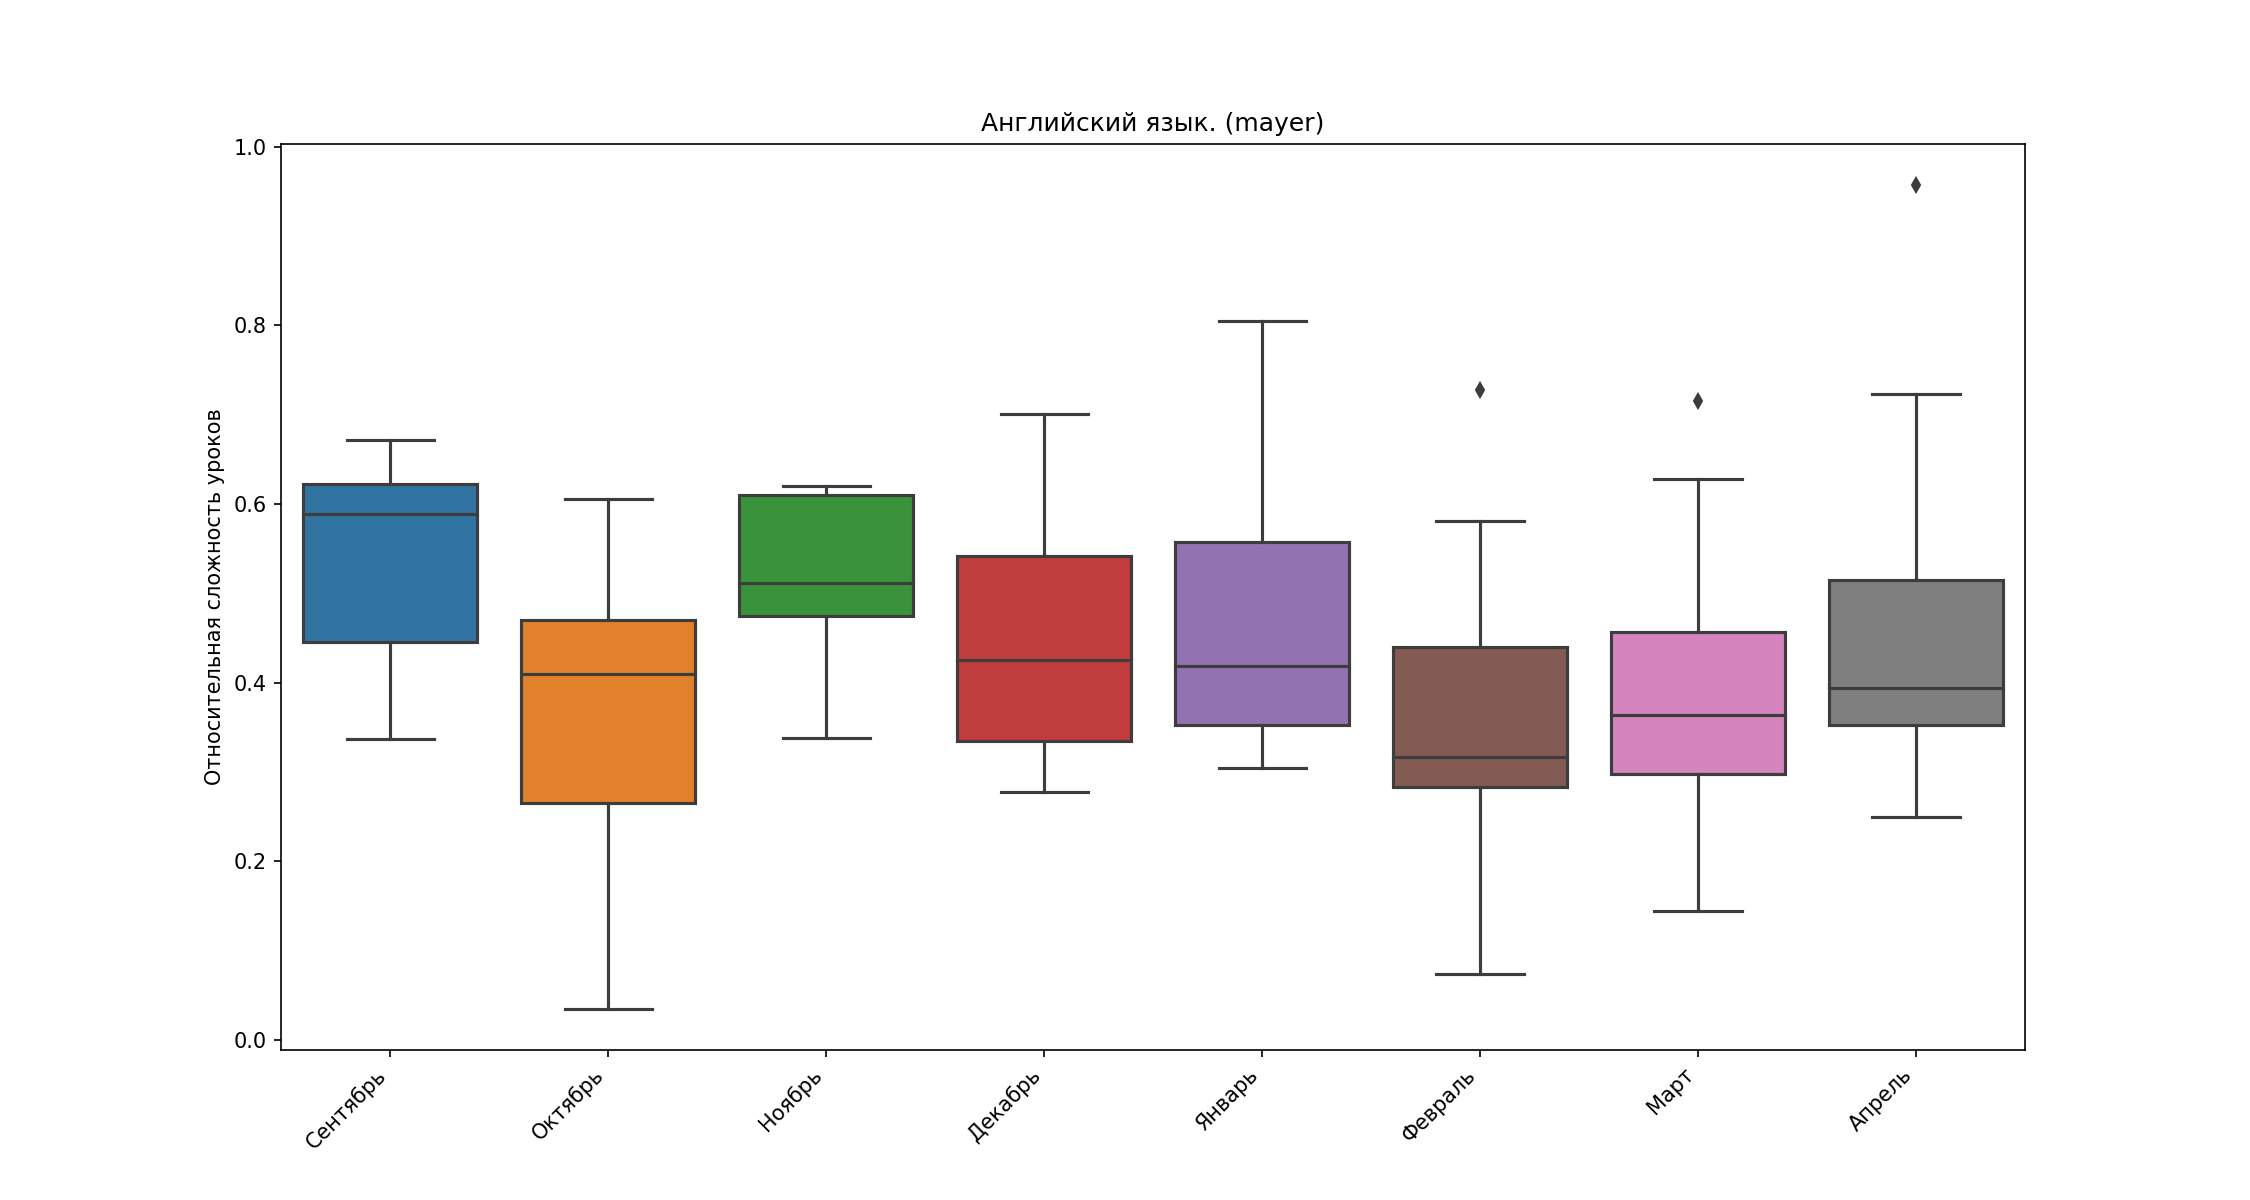 Английский язык. (mayer)
Относительная сложность уроков
1.0
0.8
0.6
0.4
0.2
0.0
Сентябрь
Октябрь
Ноябрь
Декабрь
Январь
Февраль
Март
Апрель